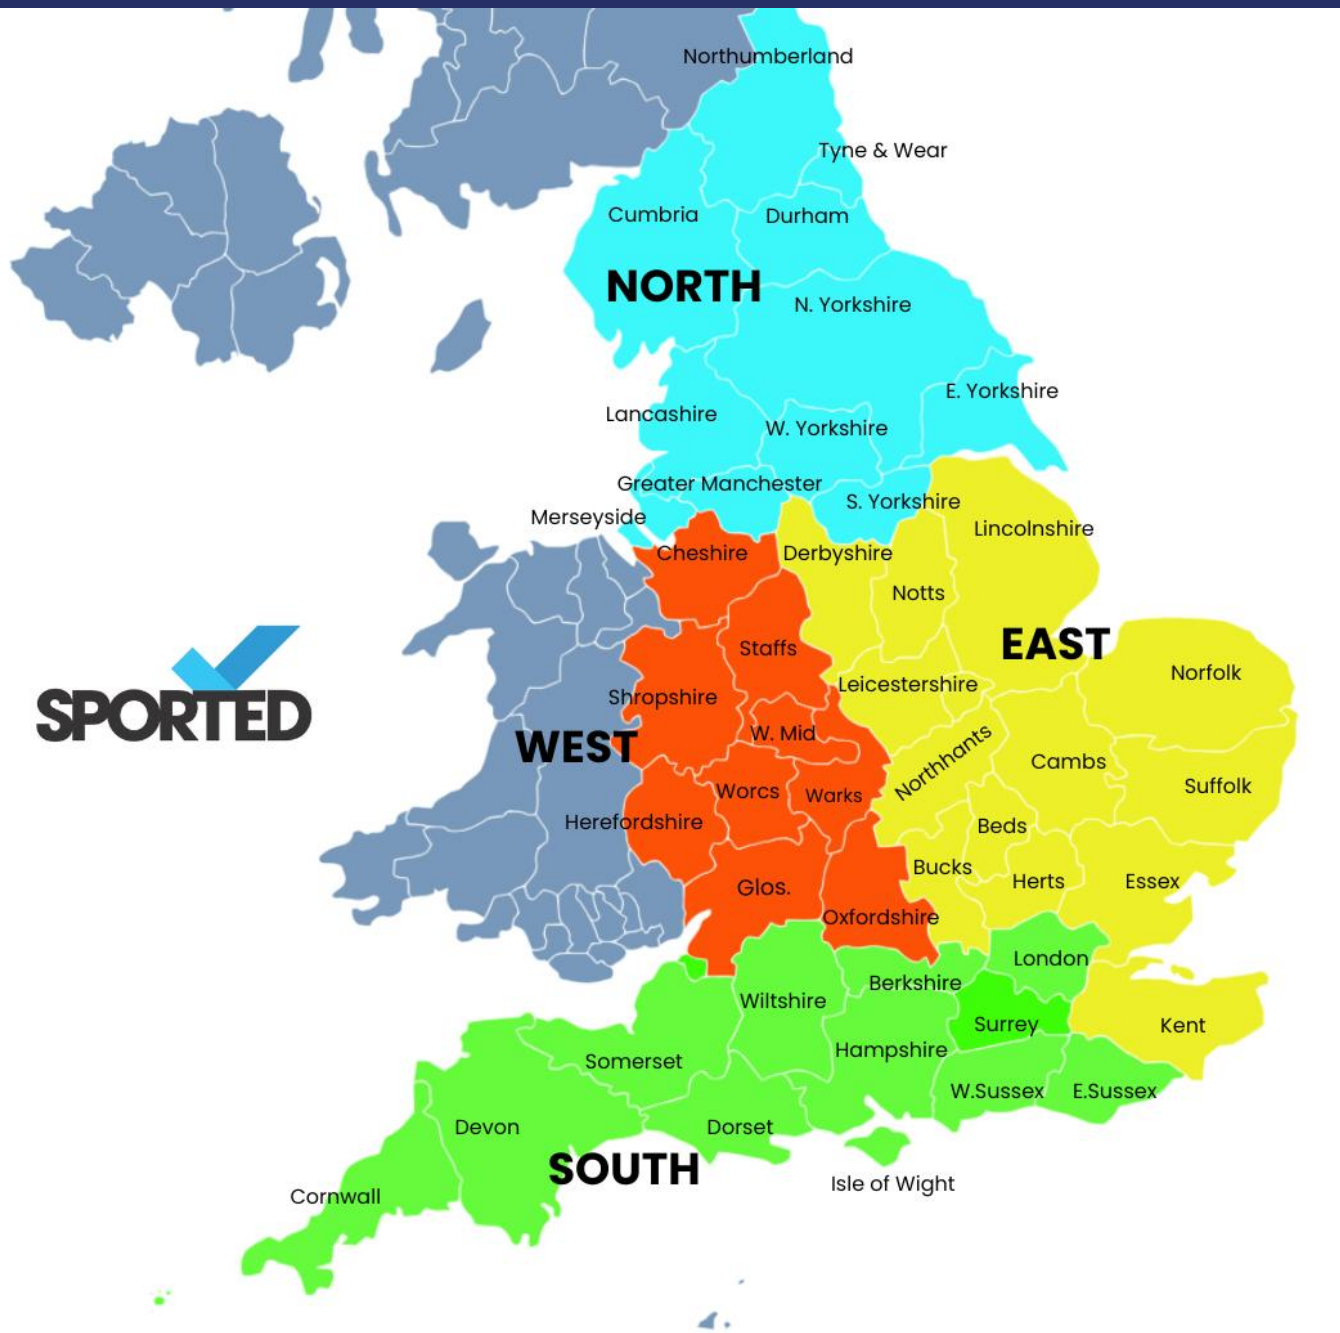 Northumberland
Tyne & Wear
Cumbria
Durham
NORTH
N. Yorkshire
E. Yorkshire
Lancashire
W. Yorkshire
Greater Manchester
S. Yorkshire
Merseyside
Lincolnshire
Cheshire
Derbyshire
Notts
EAST
Staffs
Norfolk
Leicestershire
Shropshire
SPORTED
W. Mid
WEST
Northhants
Cambs
Suffolk
Worcs
Warks
Herefordshire
Beds
Bucks
Herts
Essex
Glos.
Oxfordshire
London
Berkshire
Wiltshire
Surrey
Kent
Hampshire
Somerset
W.Sussex
E.Sussex
Devon
Dorset
SOUTH
Isle of Wight
Cornwall